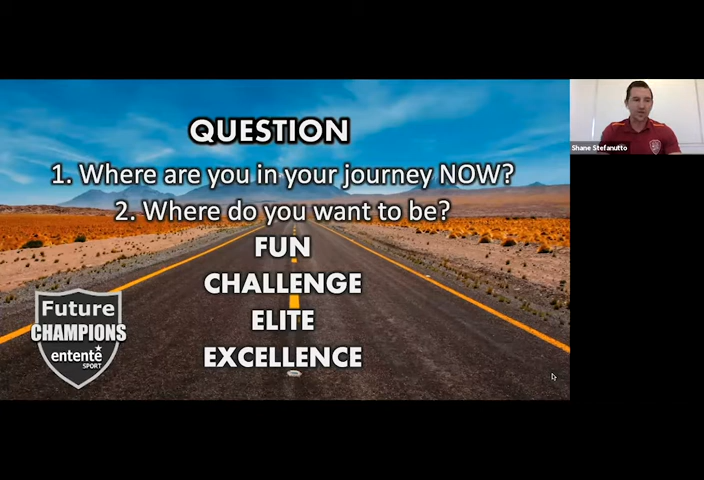 QUESTION
1. Where are you in your journey NOW?
2. Where do you want to be?
FUN
CHALLENGE
ELITE
EXCELLENCE
Future
CHAMPIONS
ententé
SPORT
Shane Stefanutto